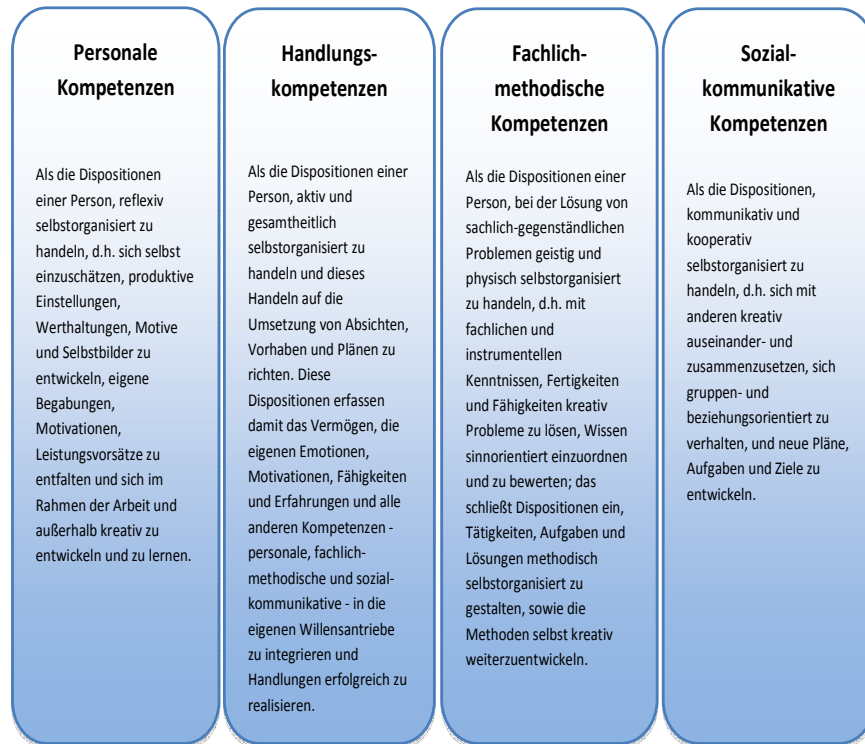 Personale
Kompetenzen
Als die Dispositionen
einer Person, reflexiv
selbstorganisiert zu
handeln, d.h. sich selbst
einzuschätzen, produktive
Einstellungen,
Werthaltungen, Motive
und Selbstbilder zu
entwickeln, eigene
Begabungen,
Motivationen,
Leistungsvorsätze zu
entfalten und sich im
Rahmen der Arbeit und
außerhalb kreativ zu
entwickeln und zu lernen.
Handlungs-
kompetenzen
Als die Dispositionen einer
Person, aktiv und
gesamtheitlich
selbstorganisiert zu
handeln und dieses
Handeln auf die
Umsetzung von Absichten,
Vorhaben und Plänen zu
richten. Diese
Dispositionen erfassen
damit das Vermögen, die
eigenen Emotionen,
Motivationen, Fähigkeiten
und Erfahrungen und alle
anderen Kompetenzen -
personale, fachlich-
methodische und sozial-
kommunikative - in die
eigenen Willensantriebe
zu integrieren und
Handlungen erfolgreich zu
realisieren.
Fachlich-
methodische
Kompetenzen
Als die Dispositionen einer
Person, bei der Lösung von
sachlich-gegenständlichen
Problemen geistig und
physisch selbstorganisiert
zu handeln, d.h. mit
fachlichen und
instrumentellen
Kenntnissen, Fertigkeiten
und Fähigkeiten kreativ
Probleme zu lösen, Wissen
sinnorientiert einzuordnen
und zu bewerten; das
schließt Dispositionen ein,
Tätigkeiten, Aufgaben und
Lösungen methodisch
selbstorganisiert zu
gestalten, sowie die
Methoden selbst kreativ
weiterzuentwickeln.
Sozial-
kommunikative
Kompetenzen
Als die Dispositionen,
kommunikativ und
kooperativ
selbstorganisiert zu
handeln, d.h. sich mit
anderen kreativ
auseinander- und
zusammenzusetzen, sich
gruppen- und
beziehungsorientiert zu
verhalten, und neue Pläne,
Aufgaben und Ziele zu
entwickeln.